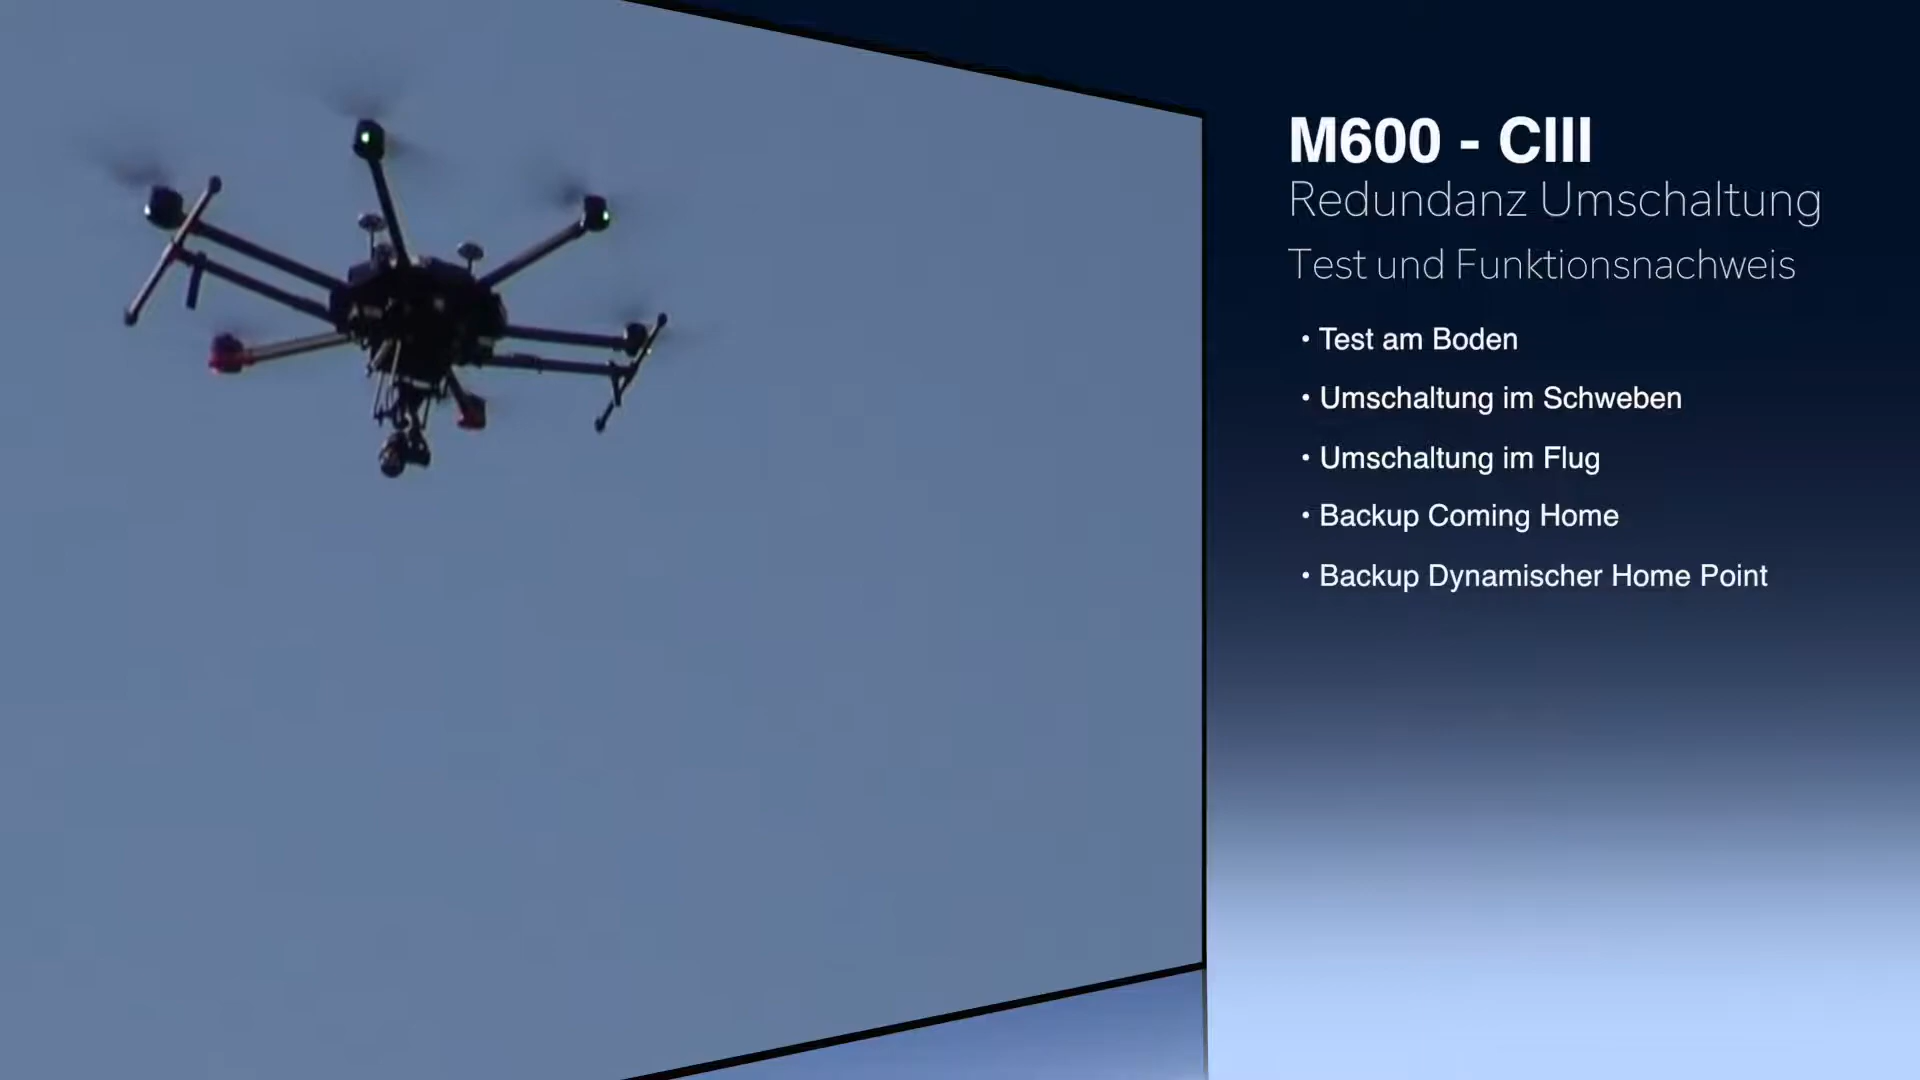 M600 - CIII
Redundanz Umschaltung
Test und Funktionsnachweis
• Test am Boden
• Umschaltung im Schweben
• Umschaltung im Flug
• Backup Coming Home
• Backup Dynamischer Home Point